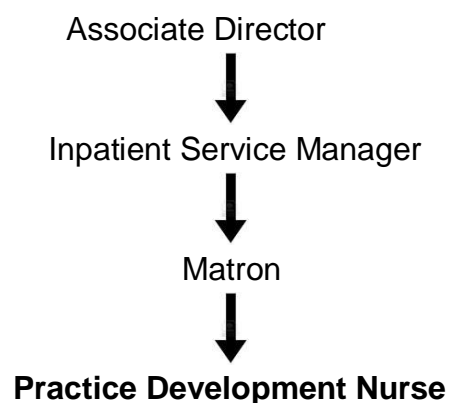 Associate Director
Inpatient Service Manager
Matron
Practice Development Nurse